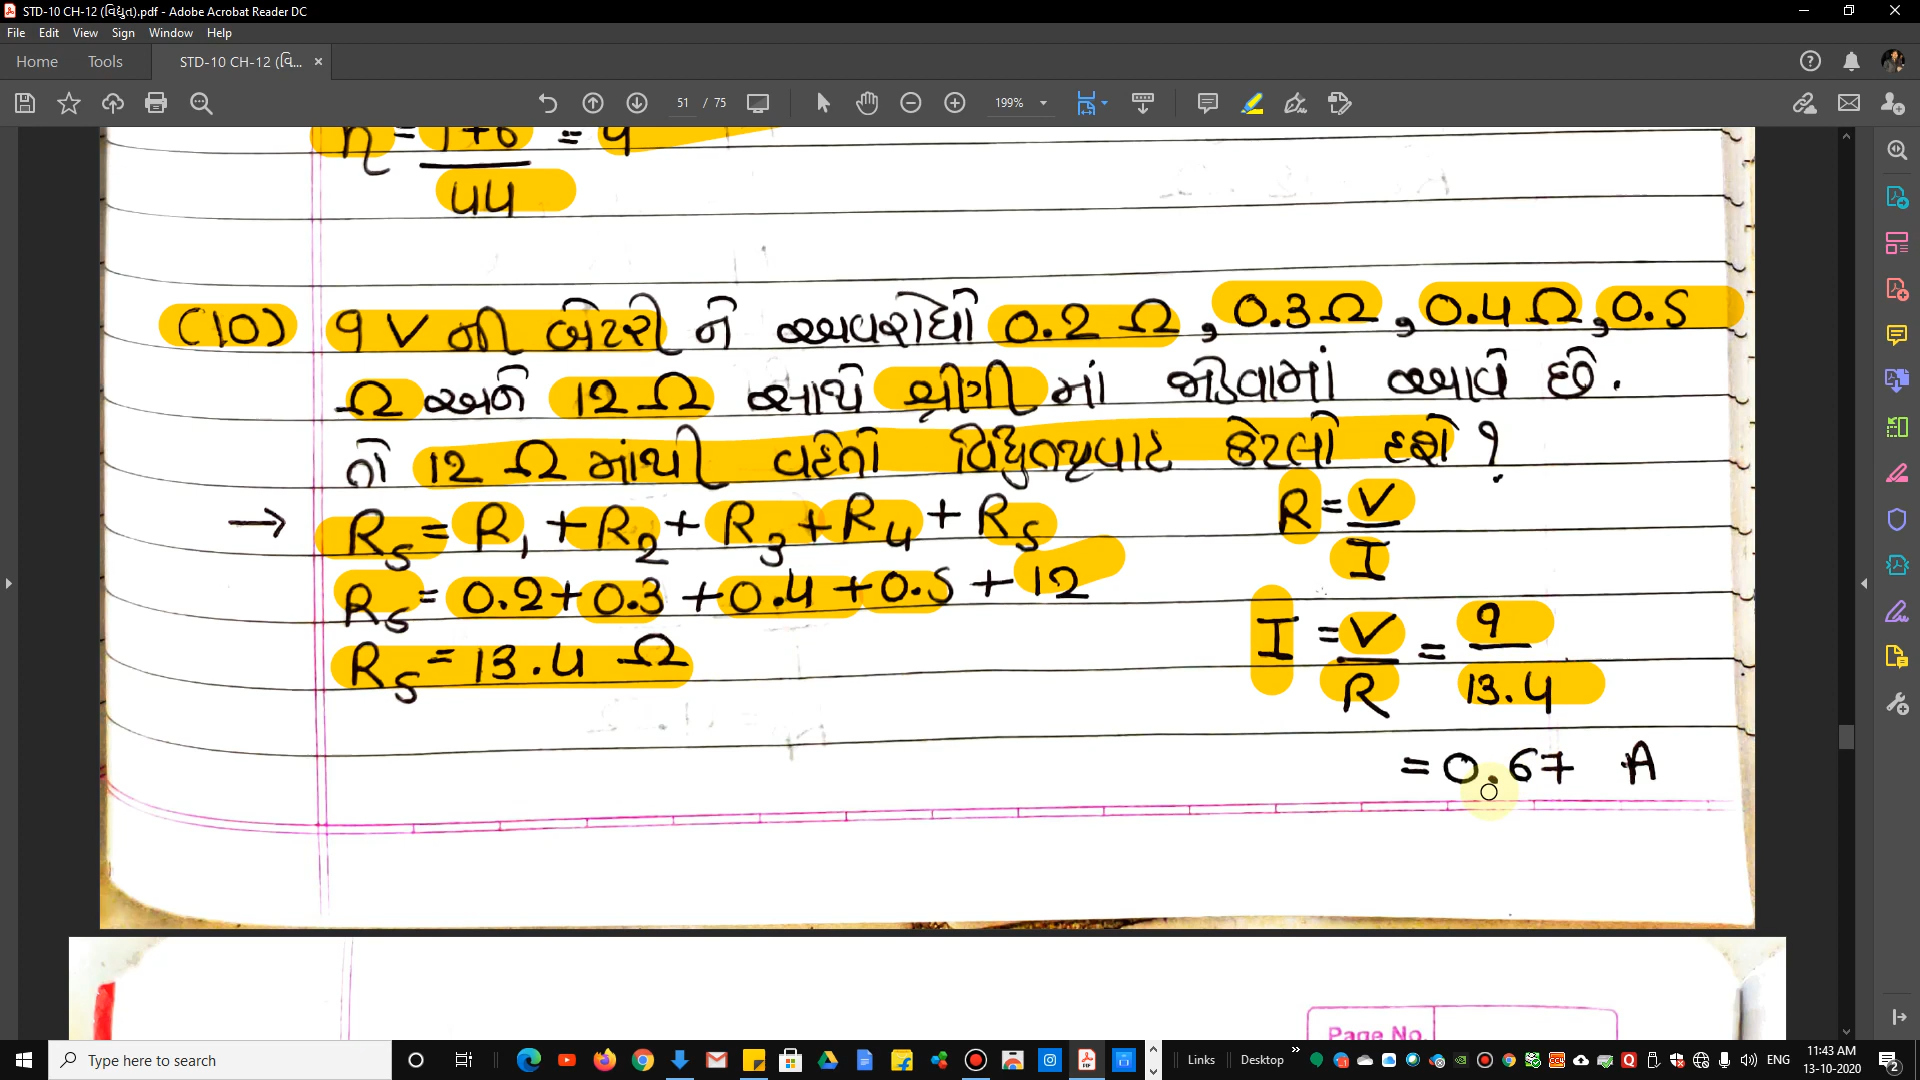 STD-10 CH-12 (વિદ્યુત).pdf - Adobe Acrobat Reader DC
File Edit View Sign Window Help
Home Tools STD-10 CH-12 (વિ... ×
51 / 75 199%
η = 176 = 4
44
(10) 9 V ની બેટરી ને અવરોધો 0.2 Ω, 0.3Ω, 0.4Ω, 0.5
Ω અને 12 Ω સાથે શ્રેણી માં જોડવામાં આવે છે.
તો 12 Ω માંથી વહેતો વિદ્યુતપ્રવાહ કેટલો હશે ?
→ Rs = R1 + R2 + R3 + R4 + R5
Rs = 0.2 + 0.3 + 0.4 + 0.5 + 12
Rs = 13.4 Ω
R = V/I
I = V/R = 9/13.4
= 0.67 A
Page No.
Type here to search
Links Desktop » ENG 11:43 AM
13-10-2020 2